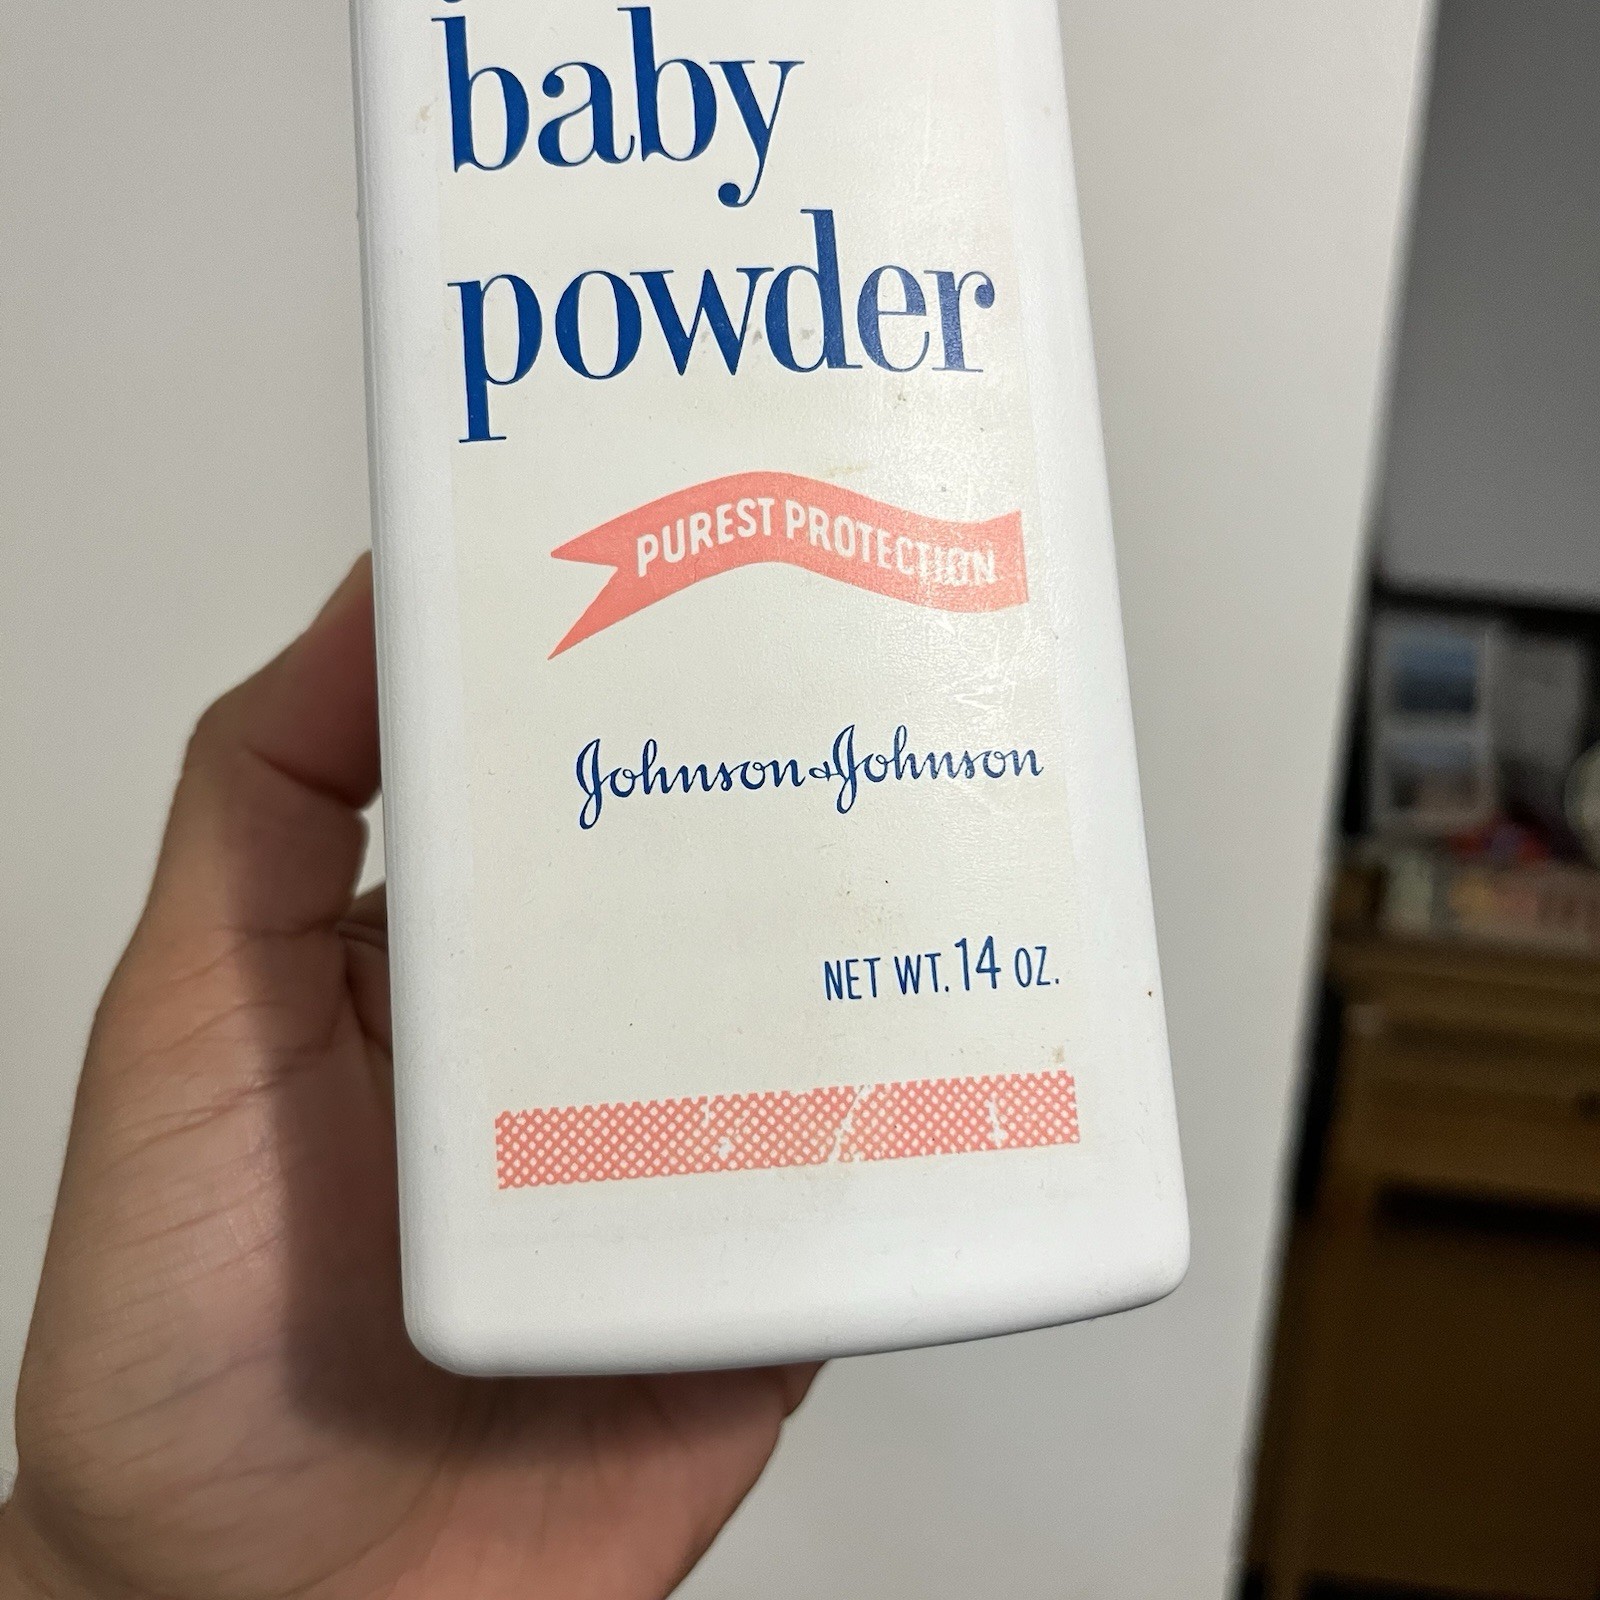 baby
powder
PUREST PROTECTION
Johnson & Johnson
NET WT. 14 OZ.